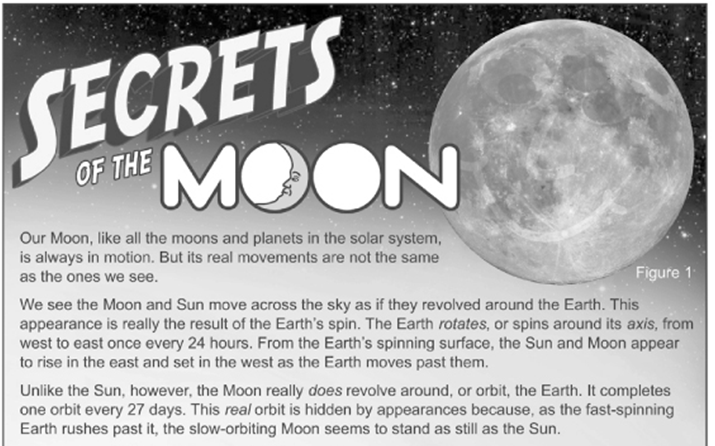 SECRETS
OF THE
MOON
Our Moon, like all the moons and planets in the solar system,
is always in motion. But its real movements are not the same
as the ones we see.
Figure 1
We see the Moon and Sun move across the sky as if they revolved around the Earth. This
appearance is really the result of the Earth's spin. The Earth rotates, or spins around its axis, from
west to east once every 24 hours. From the Earth's spinning surface, the Sun and Moon appear
to rise in the east and set in the west as the Earth moves past them.
Unlike the Sun, however, the Moon really does revolve around, or orbit, the Earth. It completes
one orbit every 27 days. This real orbit is hidden by appearances because, as the fast-spinning
Earth rushes past it, the slow-orbiting Moon seems to stand as still as the Sun.